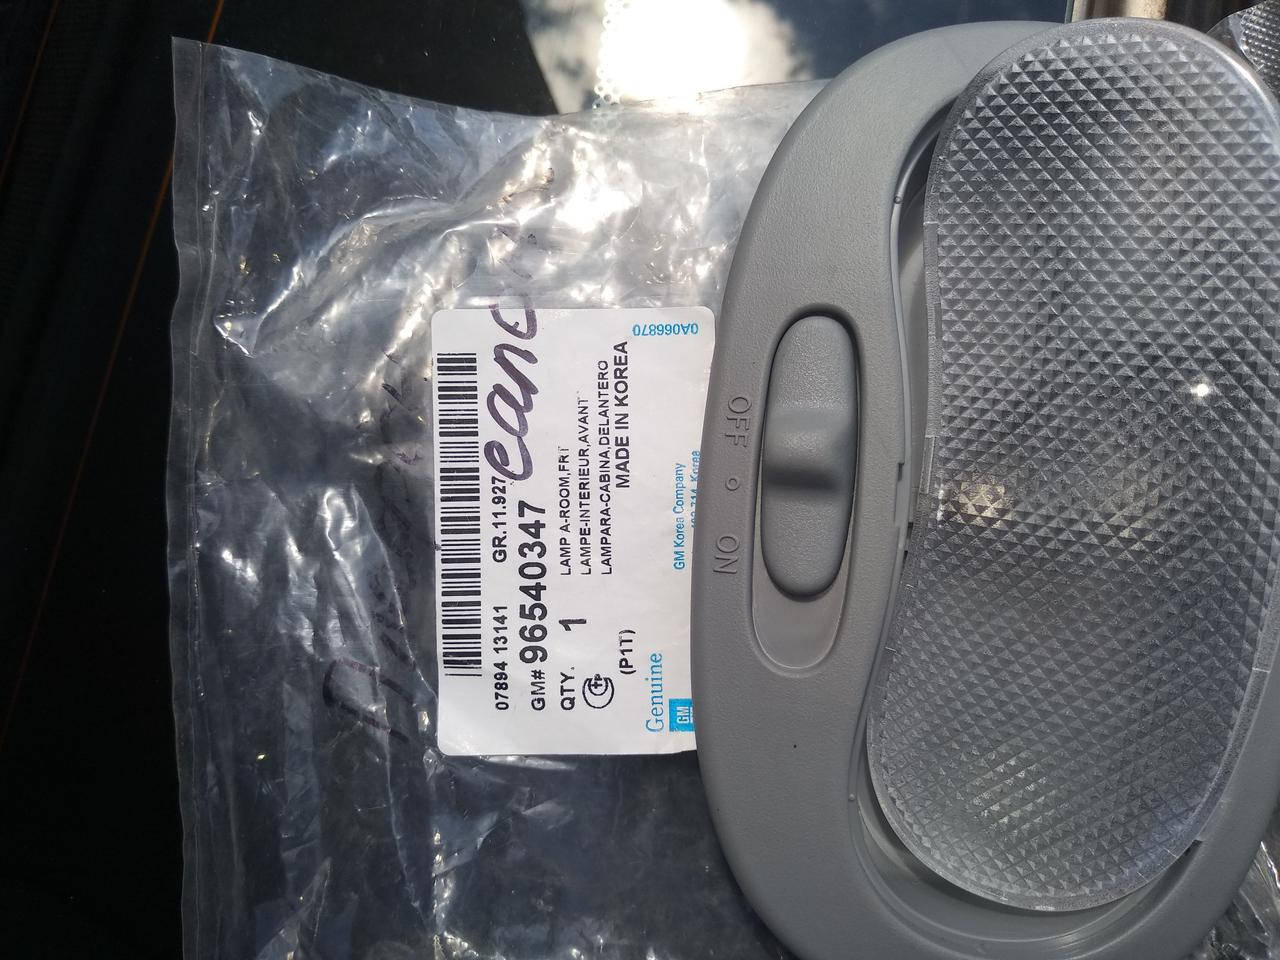 07894 13141 GR.11.927
GM# 96540347
QTY. 1
LAMP A-ROOM,FRT
LAMPE-INTERIEUR,AVANT
LAMPARA-CABINA,DELANTERO
(P1T) MADE IN KOREA
0A066870
Genuine
GM
GM Korea Company
Korea
OFF
ON